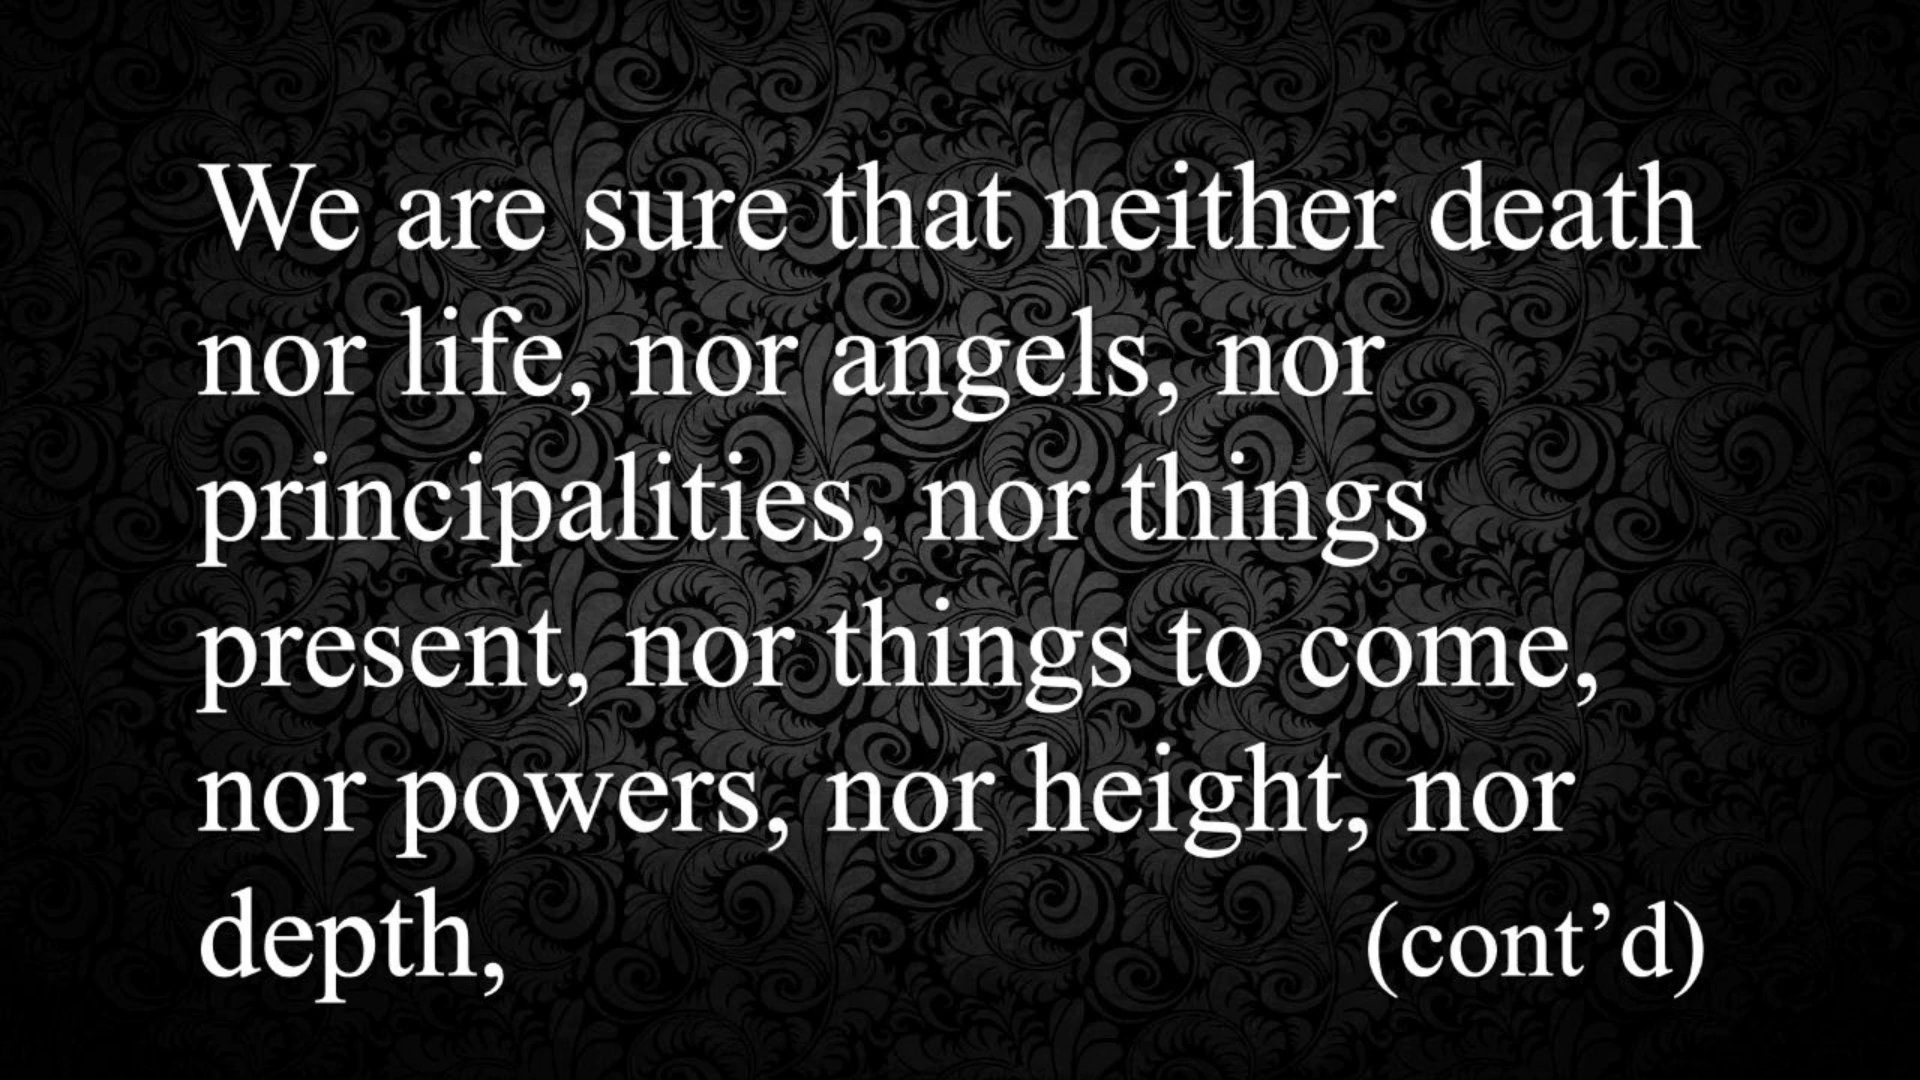 We are sure that neither death
nor life, nor angels, nor
principalities, nor things
present, nor things to come,
nor powers, nor height, nor
depth, (cont’d)